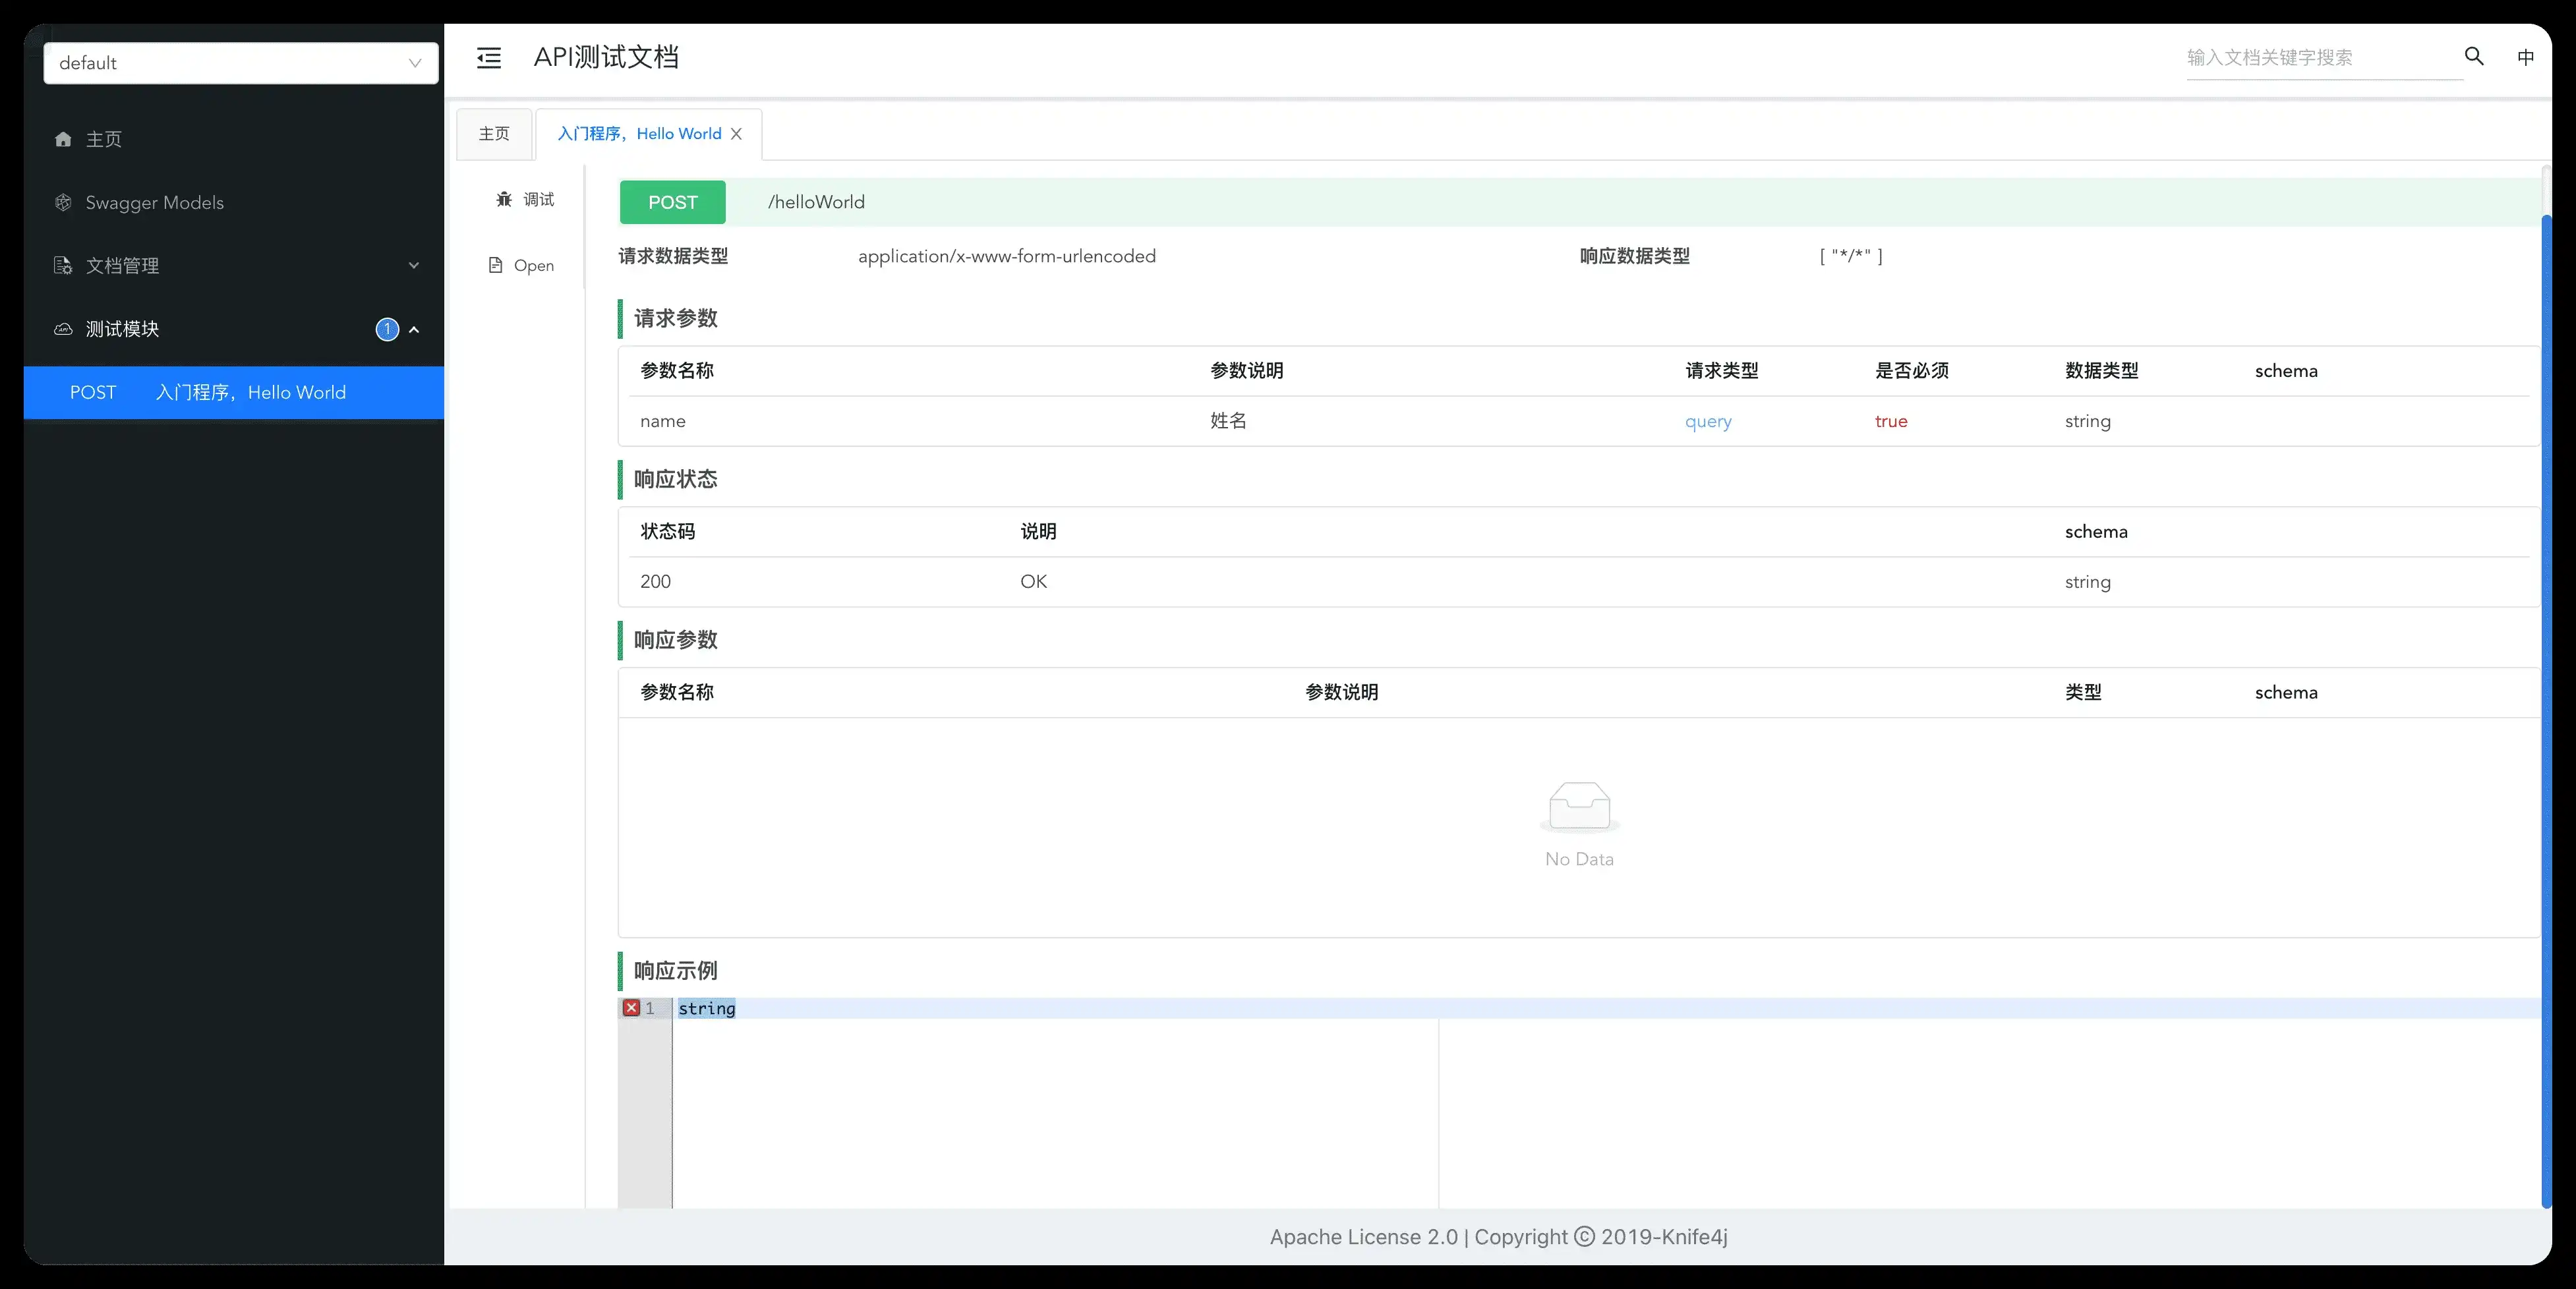 default
主页
Swagger Models
文档管理
测试模块 1
POST 入门程序，Hello World
API测试文档 输入文档关键字搜索 中
主页 入门程序，Hello World
调试
Open
POST /helloWorld
请求数据类型 application/x-www-form-urlencoded 响应数据类型 [ "*/*" ]
请求参数
参数名称 参数说明 请求类型 是否必须 数据类型 schema
name 姓名 query true string
响应状态
状态码 说明 schema
200 OK string
响应参数
参数名称 参数说明 类型 schema
No Data
响应示例
1 string
Apache License 2.0 | Copyright © 2019-Knife4j